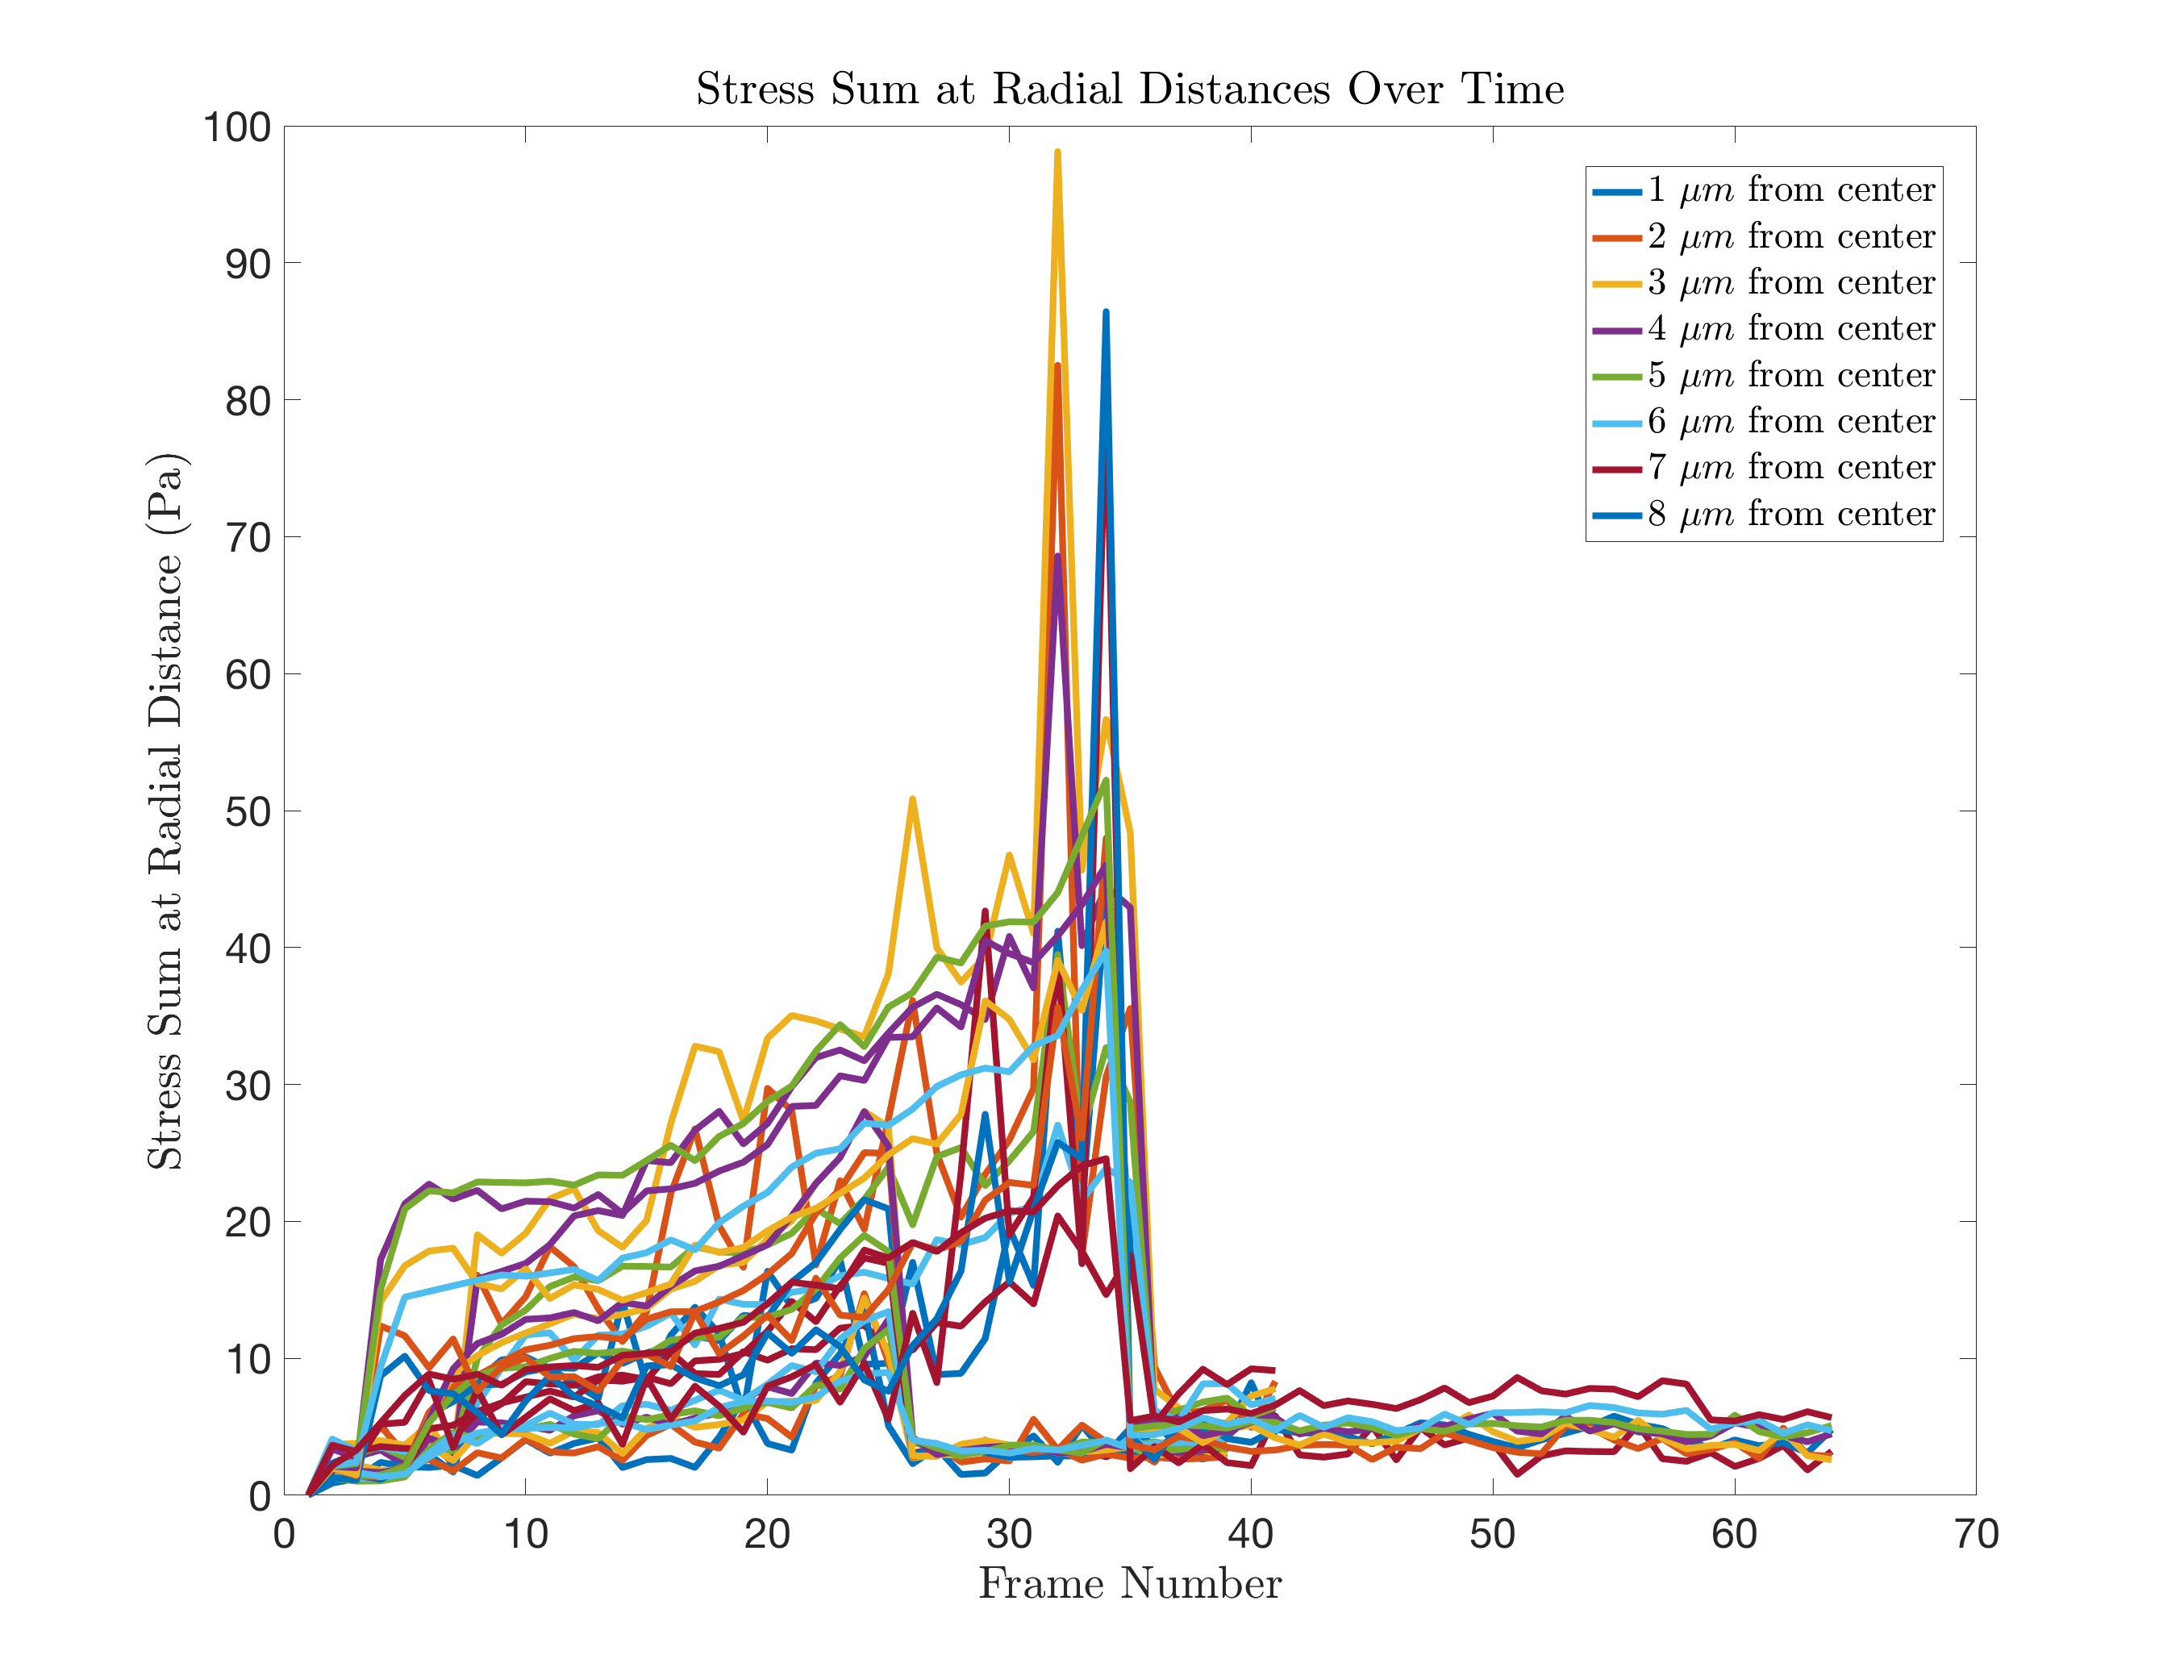 Stress Sum at Radial Distances Over Time
100
90
80
70
60
50
40
30
20
10
0
Stress Sum at Radial Distance (Pa)
1 μm from center
2 μm from center
3 μm from center
4 μm from center
5 μm from center
6 μm from center
7 μm from center
8 μm from center
0 10 20 30 40 50 60 70
Frame Number